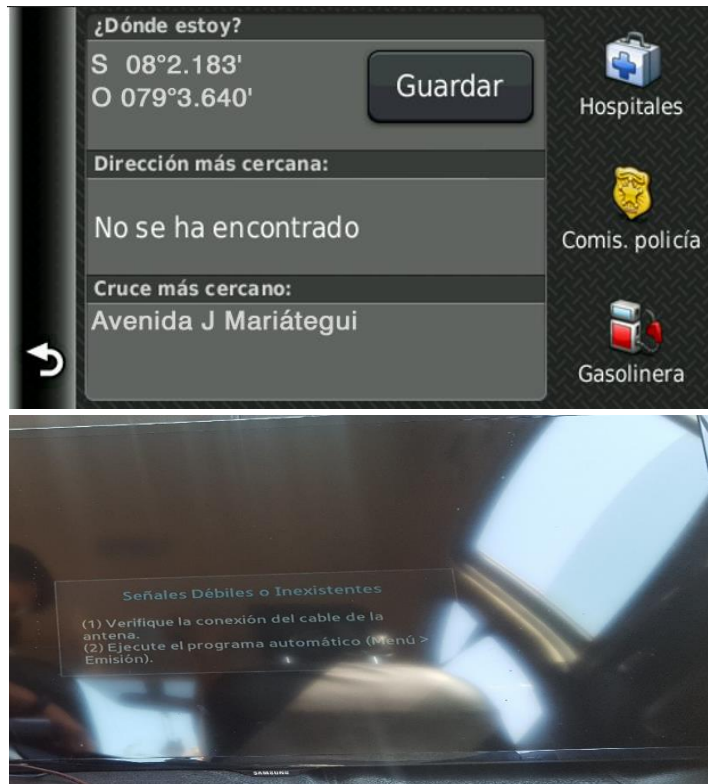 ¿Dónde estoy?
S 08°2.183'
O 079°3.640'
Guardar
Hospitales
Dirección más cercana:
No se ha encontrado
Comis. policía
Cruce más cercano:
Avenida J Mariátegui
Gasolinera
Señales Débiles o Inexistentes
(1) Verifique la conexión del cable de la
antena.
(2) Ejecute el programa automático (Menú >
Emisión).
SAMSUNG